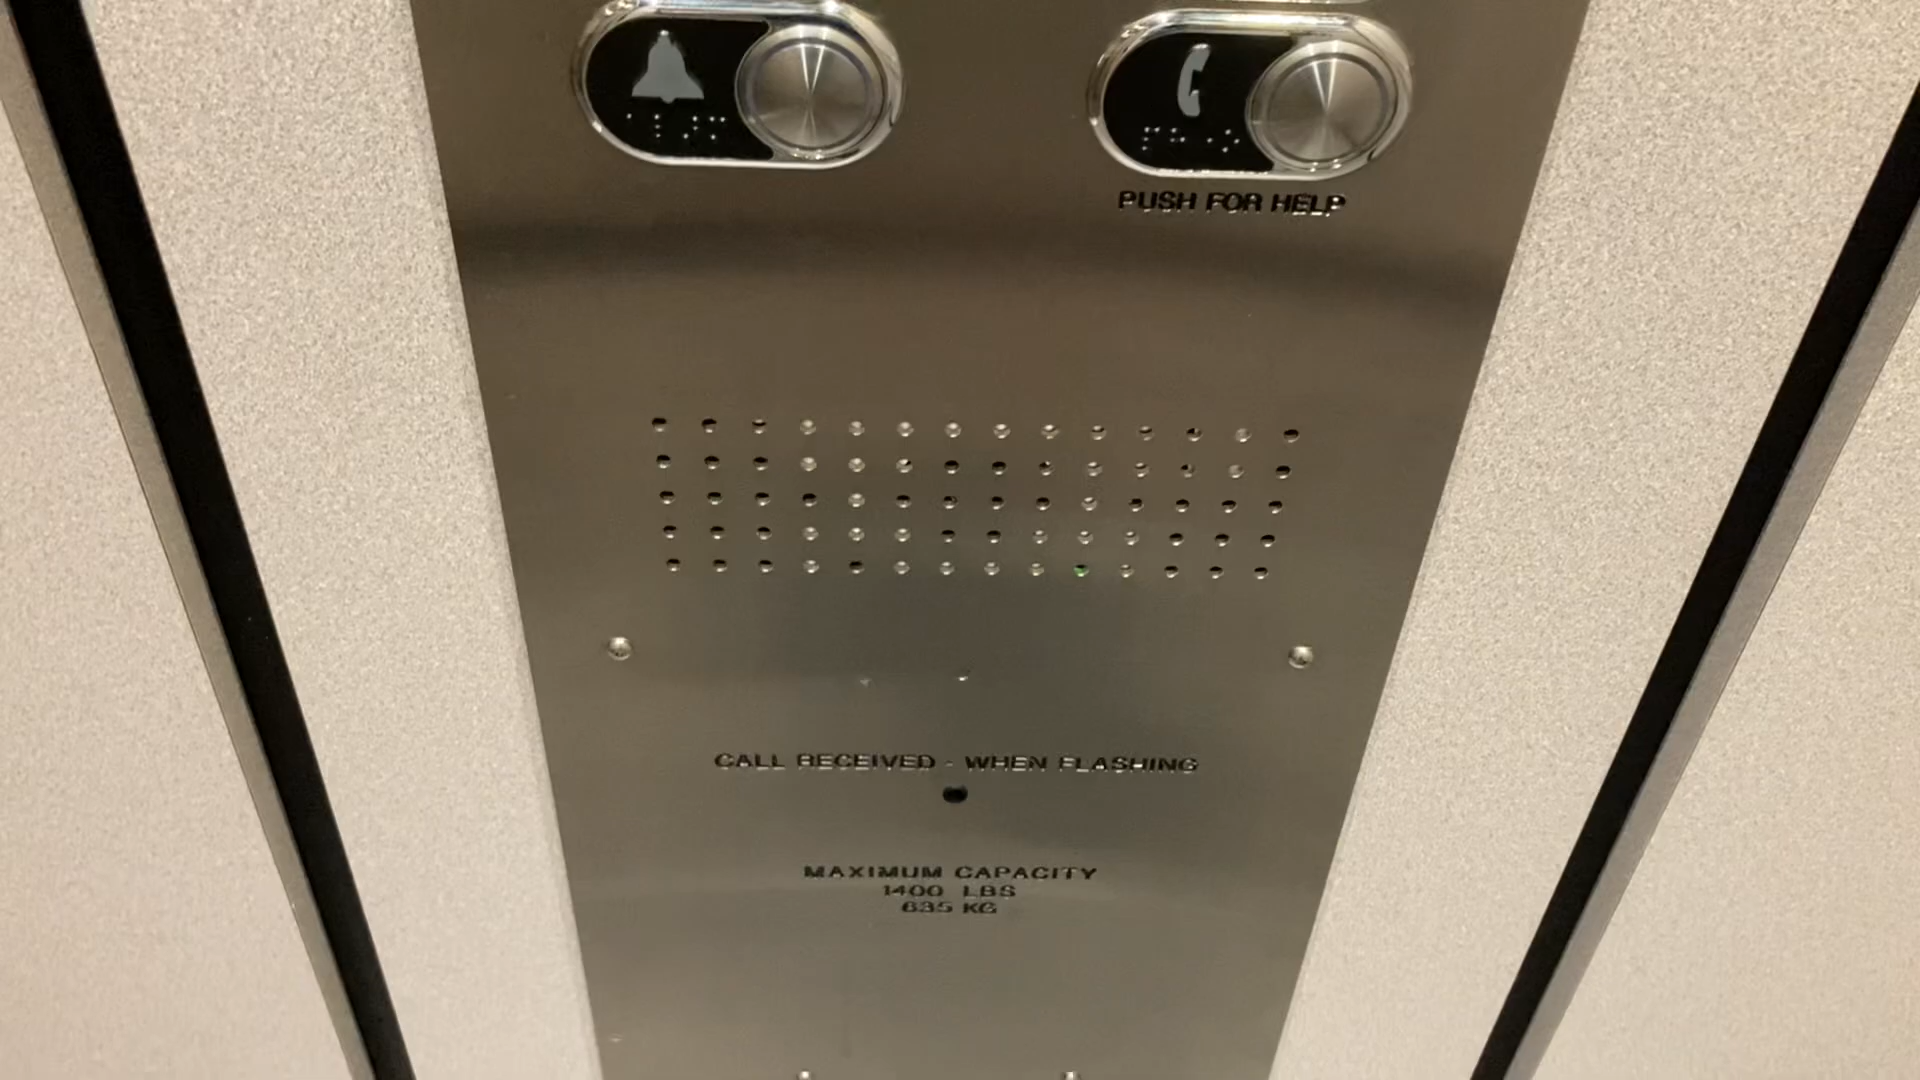 PUSH FOR HELP
CALL RECEIVED - WHEN FLASHING
MAXIMUM CAPACITY
1400 LBS
635 KG